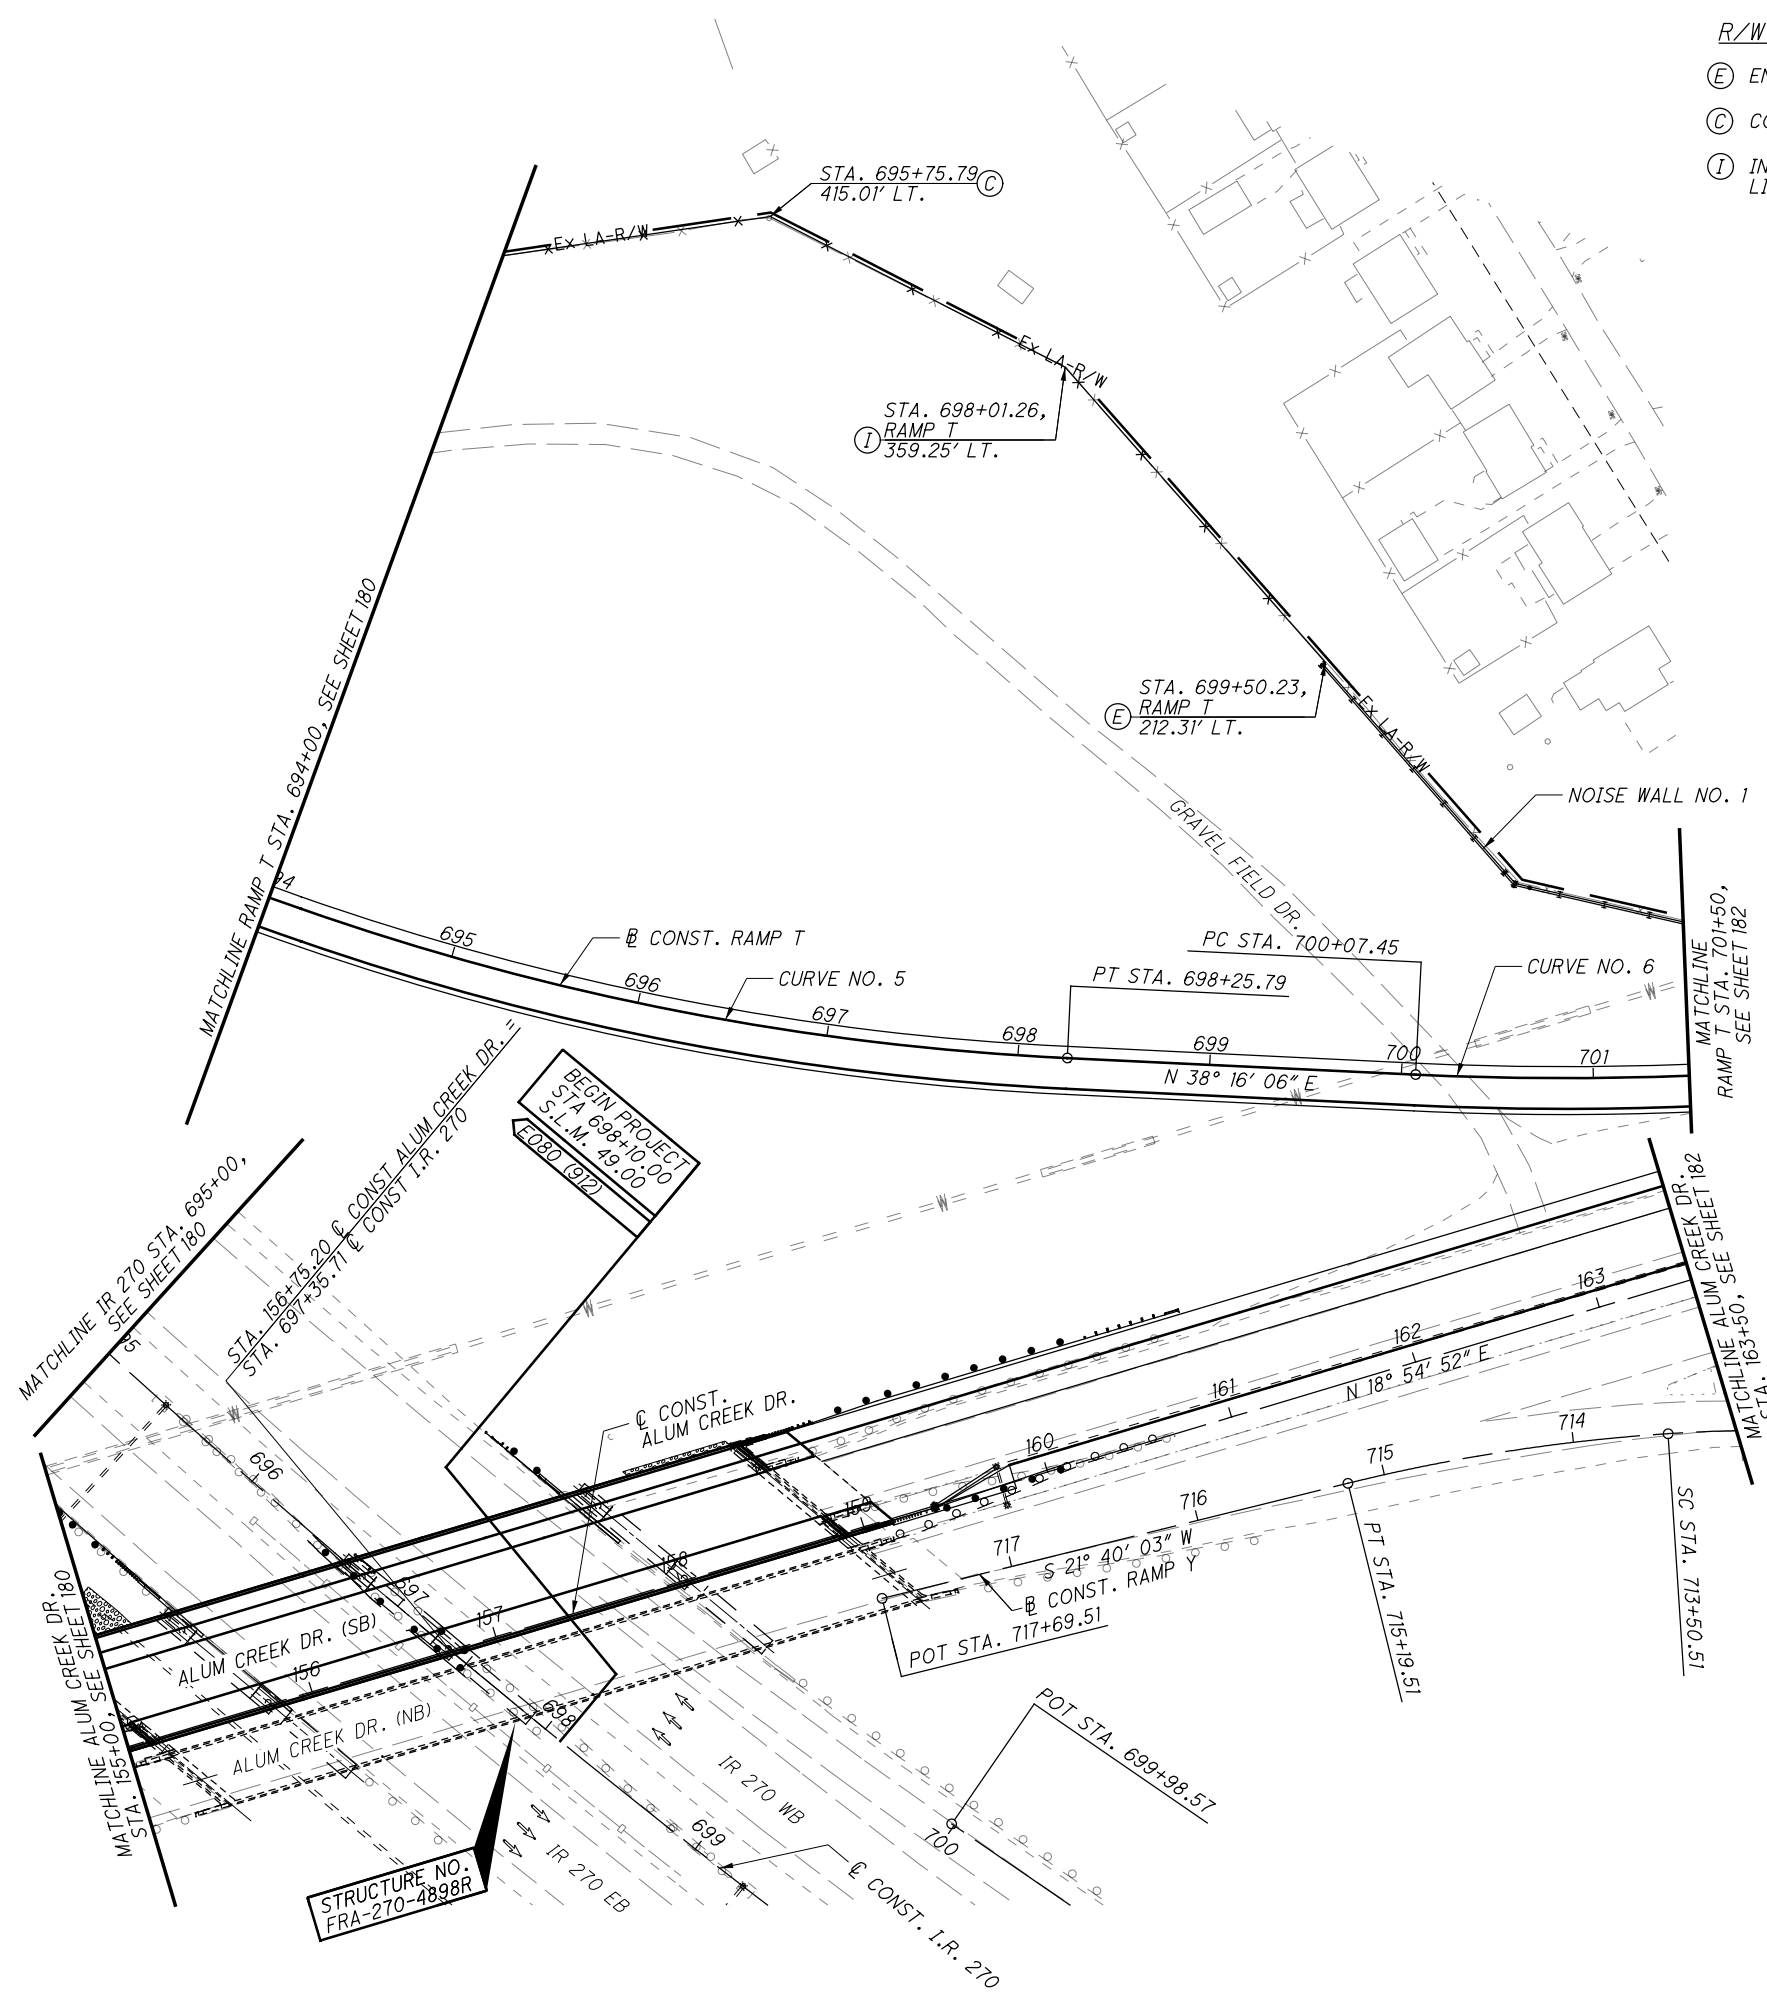 R/W
E
C
I
STA. 695+75.79 C
415.01' LT.
Ex LA-R/W
Ex LA-R/W
STA. 698+01.26,
RAMP T
I
359.25' LT.
STA. 699+50.23,
RAMP T
E
212.31' LT.
Ex LA-R/W
NOISE WALL NO. 1
MATCHLINE RAMP T STA. 694+00, SEE SHEET 180
GRAVEL FIELD DR.
MATCHLINE
RAMP T STA. 701+50,
SEE SHEET 182
695
696
697
698
699
700
701
℄ CONST. RAMP T
CURVE NO. 5
PT STA. 698+25.79
PC STA. 700+07.45
CURVE NO. 6
N 38° 16' 06" E
W
W
W
W
W
BEGIN PROJECT
STA 698+10.00
S.L.M. 49.00
E080 (912)
STA. 156+75.20 ℄ CONST ALUM CREEK DR. =
STA. 697+35.71 ℄ CONST I.R. 270
MATCHLINE IR 270 STA. 695+00,
SEE SHEET 180
MATCHLINE ALUM CREEK DR.
STA. 163+50, SEE SHEET 182
MATCHLINE ALUM CREEK DR.
STA. 155+00, SEE SHEET 180
℄ CONST.
ALUM CREEK DR.
156
157
158
159
160
161
162
163
N 18° 54' 52" E
714
715
716
717
S 21° 40' 03" W
℄ CONST. RAMP Y
POT STA. 717+69.51
PT STA. 715+19.51
SC STA. 713+50.51
696
697
698
699
700
ALUM CREEK DR. (SB)
ALUM CREEK DR. (NB)
POT STA. 699+98.57
IR 270 WB
IR 270 EB
℄ CONST. I.R. 270
STRUCTURE NO.
FRA-270-4898R